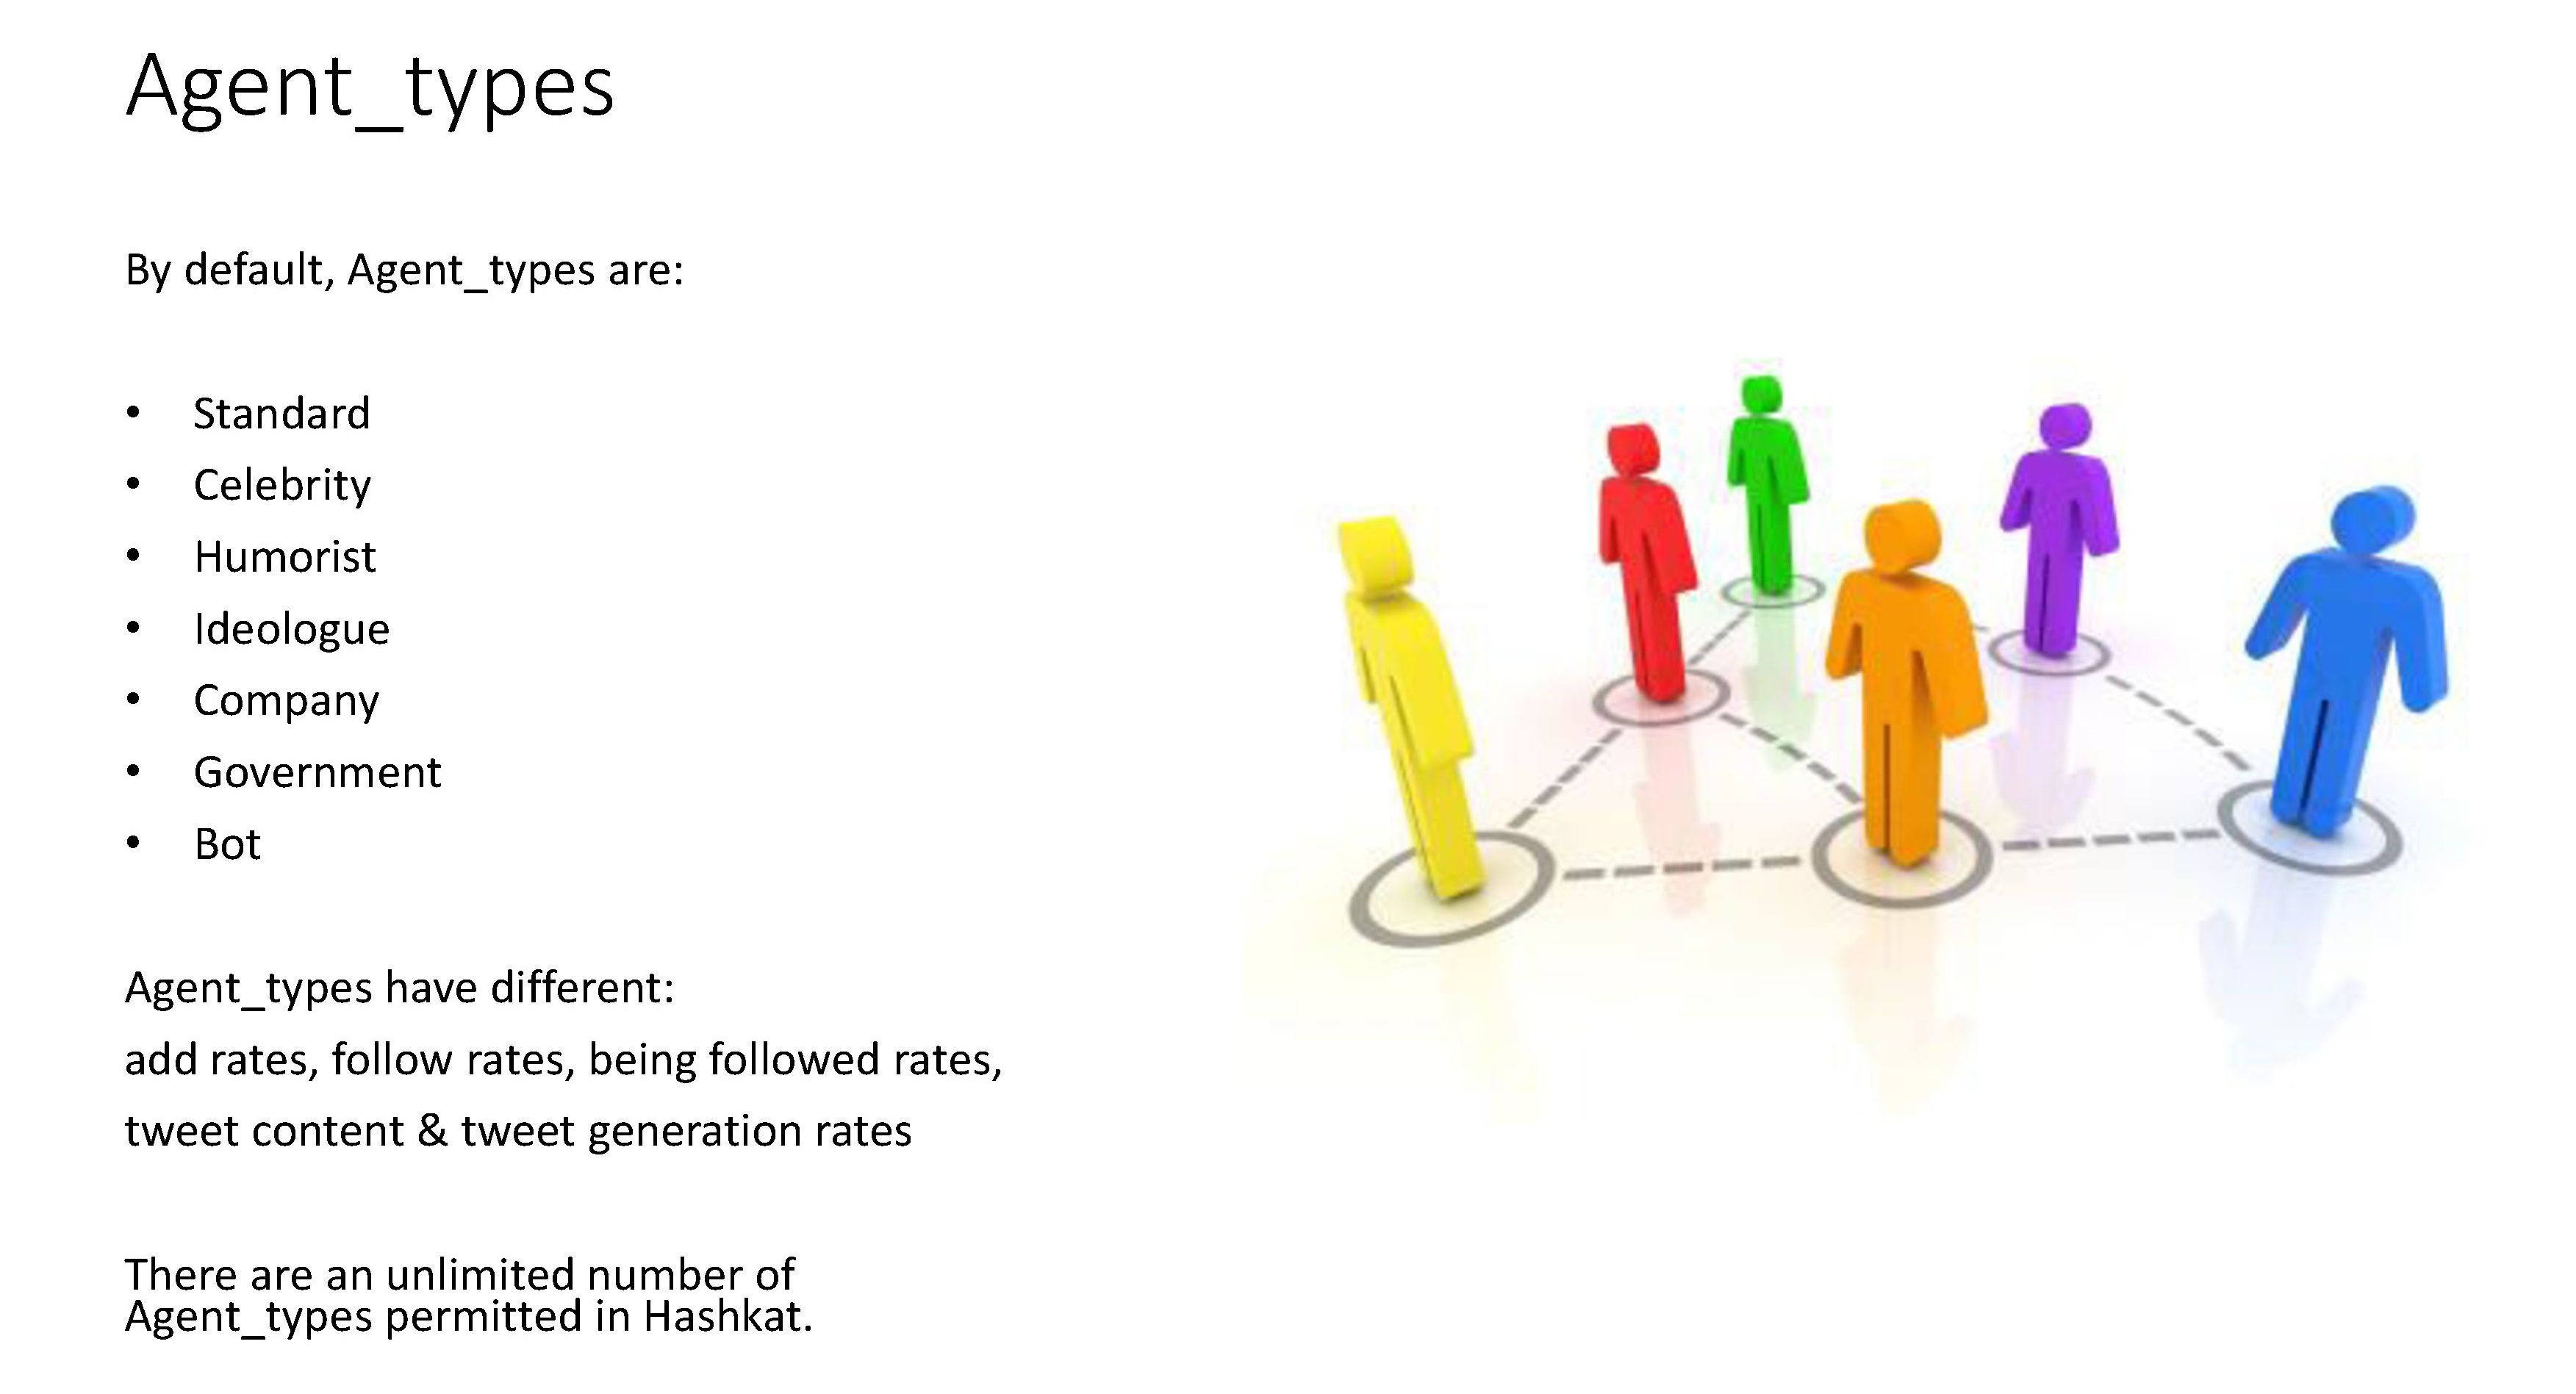 Agent_types
By default, Agent_types are:
• Standard
• Celebrity
• Humorist
• Ideologue
• Company
• Government
• Bot
Agent_types have different:
add rates, follow rates, being followed rates,
tweet content & tweet generation rates
There are an unlimited number of
Agent_types permitted in Hashkat.